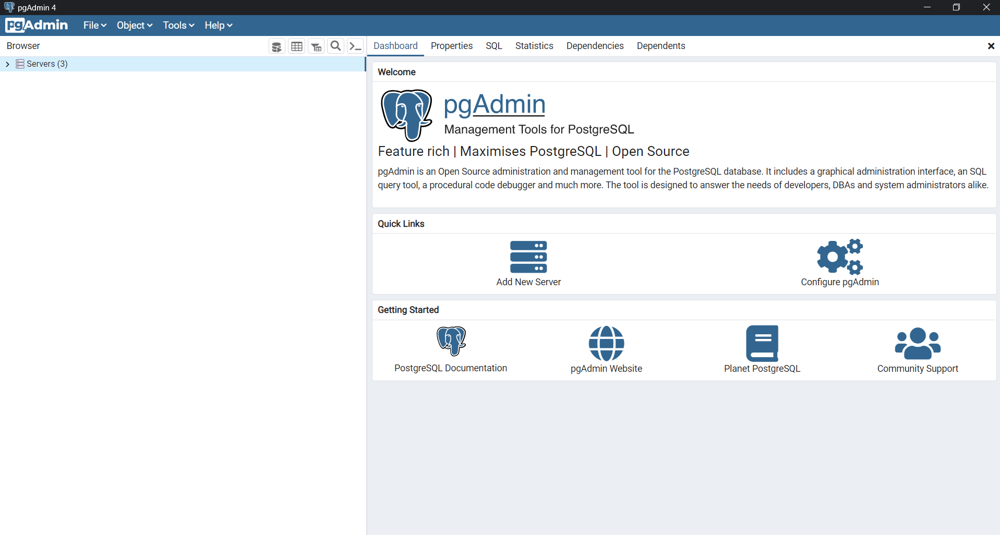 pgAdmin 4
pgAdmin File Object Tools Help
Browser
Dashboard Properties SQL Statistics Dependencies Dependents
Servers (3)
Welcome
pgAdmin
Management Tools for PostgreSQL
Feature rich | Maximises PostgreSQL | Open Source
pgAdmin is an Open Source administration and management tool for the PostgreSQL database. It includes a graphical administration interface, an SQL
query tool, a procedural code debugger and much more. The tool is designed to answer the needs of developers, DBAs and system administrators alike.
Quick Links
Add New Server
Configure pgAdmin
Getting Started
PostgreSQL Documentation
pgAdmin Website
Planet PostgreSQL
Community Support